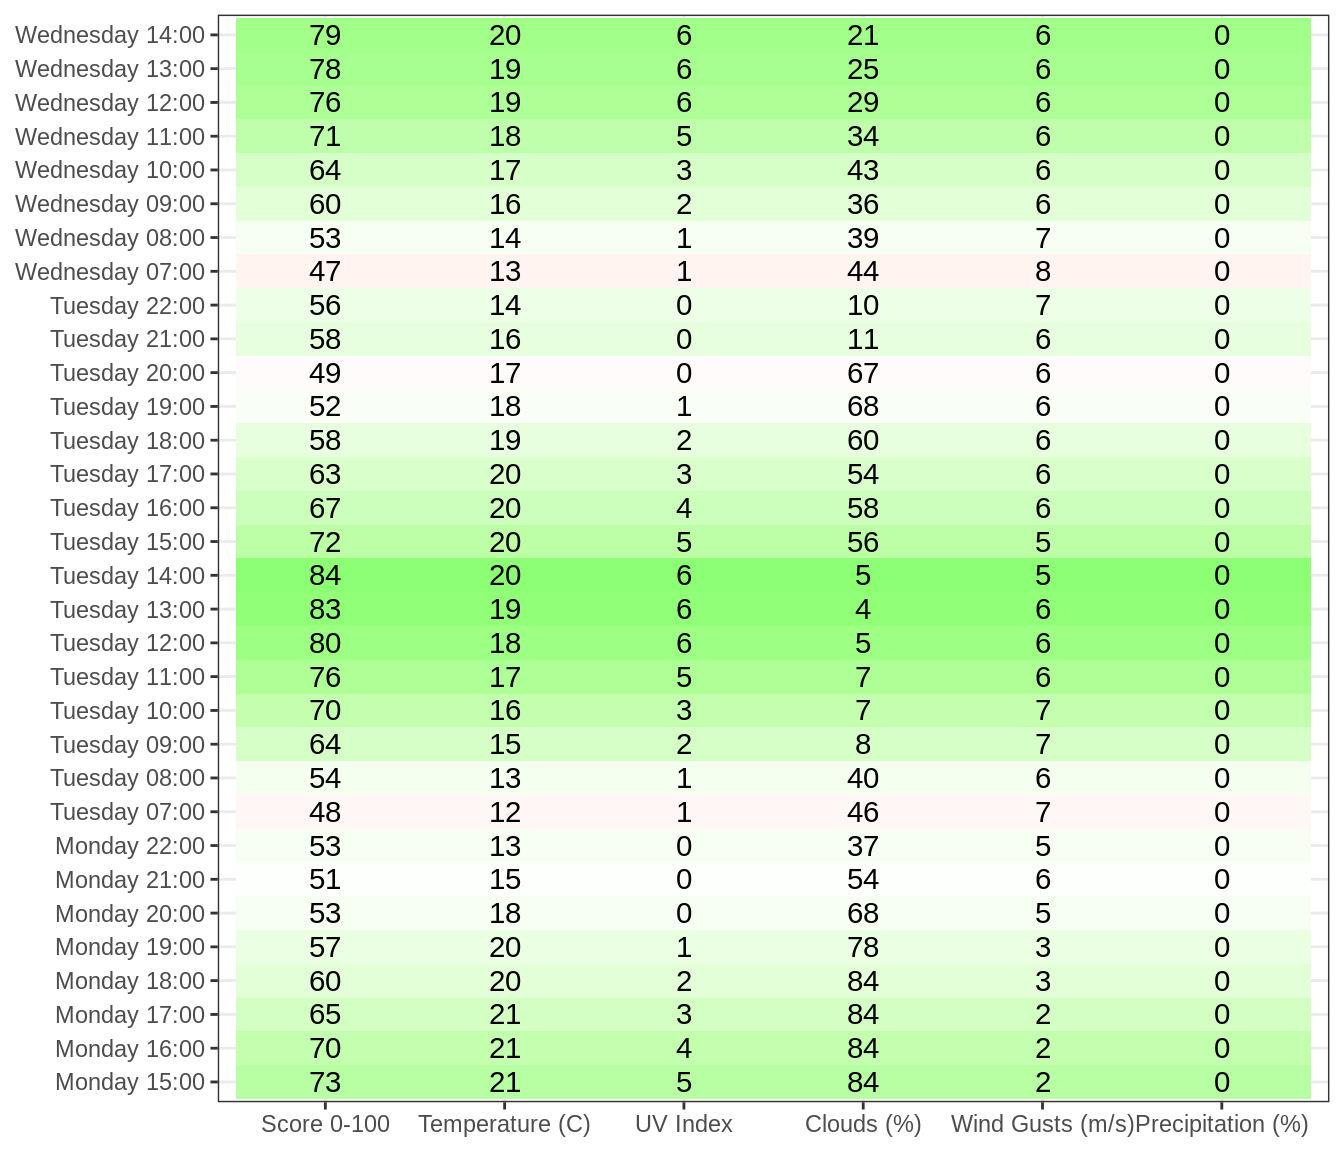 Wednesday 14:00 79 20 6 21 6 0
Wednesday 13:00 78 19 6 25 6 0
Wednesday 12:00 76 19 6 29 6 0
Wednesday 11:00 71 18 5 34 6 0
Wednesday 10:00 64 17 3 43 6 0
Wednesday 09:00 60 16 2 36 6 0
Wednesday 08:00 53 14 1 39 7 0
Wednesday 07:00 47 13 1 44 8 0
Tuesday 22:00 56 14 0 10 7 0
Tuesday 21:00 58 16 0 11 6 0
Tuesday 20:00 49 17 0 67 6 0
Tuesday 19:00 52 18 1 68 6 0
Tuesday 18:00 58 19 2 60 6 0
Tuesday 17:00 63 20 3 54 6 0
Tuesday 16:00 67 20 4 58 6 0
Tuesday 15:00 72 20 5 56 5 0
Tuesday 14:00 84 20 6 5 5 0
Tuesday 13:00 83 19 6 4 6 0
Tuesday 12:00 80 18 6 5 6 0
Tuesday 11:00 76 17 5 7 6 0
Tuesday 10:00 70 16 3 7 7 0
Tuesday 09:00 64 15 2 8 7 0
Tuesday 08:00 54 13 1 40 6 0
Tuesday 07:00 48 12 1 46 7 0
Monday 22:00 53 13 0 37 5 0
Monday 21:00 51 15 0 54 6 0
Monday 20:00 53 18 0 68 5 0
Monday 19:00 57 20 1 78 3 0
Monday 18:00 60 20 2 84 3 0
Monday 17:00 65 21 3 84 2 0
Monday 16:00 70 21 4 84 2 0
Monday 15:00 73 21 5 84 2 0
Score 0-100 Temperature (C) UV Index Clouds (%) Wind Gusts (m/s) Precipitation (%)